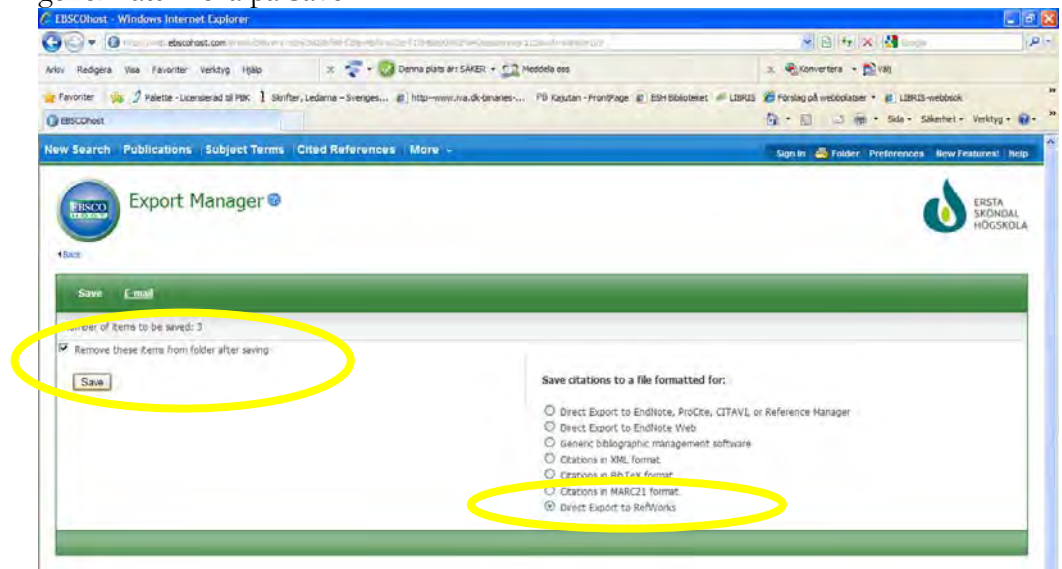 EBSCOhost - Windows Internet Explorer
ebscohost.com
Arkiv Redigera Visa Favoriter Verktyg Hjälp
Denna plats är: SÄKER
Meddela oss
Konvertera
Välj
Favoriter
Palette - Licensierad til PBK
Skrifter, Ledarna – Sveriges...
Kajutan - FrontPage
ESH Biblioteket
LIBRIS
Förslag på webbplatser
LIBRIS-webbsök
EBSCOhost
Sida
Säkerhet
Verktyg
New Search Publications Subject Terms Cited References More
Sign In Folder Preferences New Features! Help
EBSCO
HOST
Export Manager
ERSTA
SKÖNDAL
HÖGSKOLA
Back
Save E-mail
Number of items to be saved: 3
Remove these items from folder after saving
Save
Save citations to a file formatted for:
Direct Export to EndNote, ProCite, CITAVI, or Reference Manager
Direct Export to EndNote Web
Generic bibliographic management software
Citations in XML format
Citations in BibTeX format
Citations in MARC21 format
Direct Export to RefWorks